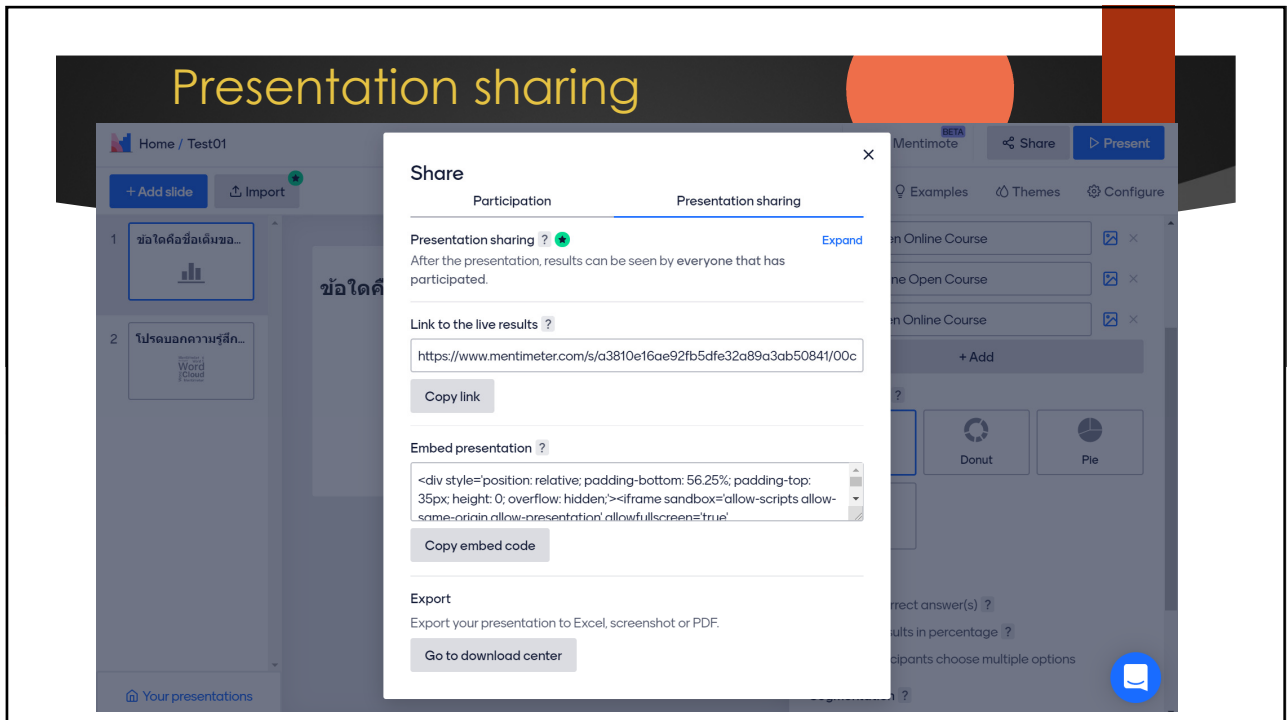 Presentation sharing
Home / Test01
BETA
Mentimote
Share
Present
+ Add slide
Import
Examples
Themes
Configure
Share
Participation
Presentation sharing
Presentation sharing ?
Expand
After the presentation, results can be seen by everyone that has
participated.
Link to the live results ?
https://www.mentimeter.com/s/a3810e16ae92fb5dfe32a89a3ab50841/00c
Copy link
Embed presentation ?
<div style='position: relative; padding-bottom: 56.25%; padding-top:
35px; height: 0; overflow: hidden;'><iframe sandbox='allow-scripts allow-
same-origin allow-presentation' allowfullscreen='true'
Copy embed code
Export
Export your presentation to Excel, screenshot or PDF.
Go to download center
1
ข้อใดคือชื่อเต็มขอ...
ข้อใดคื
2
โปรดบอกความรู้สึก...
Word
Cloud
Your presentations
en Online Course
ne Open Course
en Online Course
+ Add
?
Donut
Pie
rrect answer(s) ?
ults in percentage ?
cipants choose multiple options
?